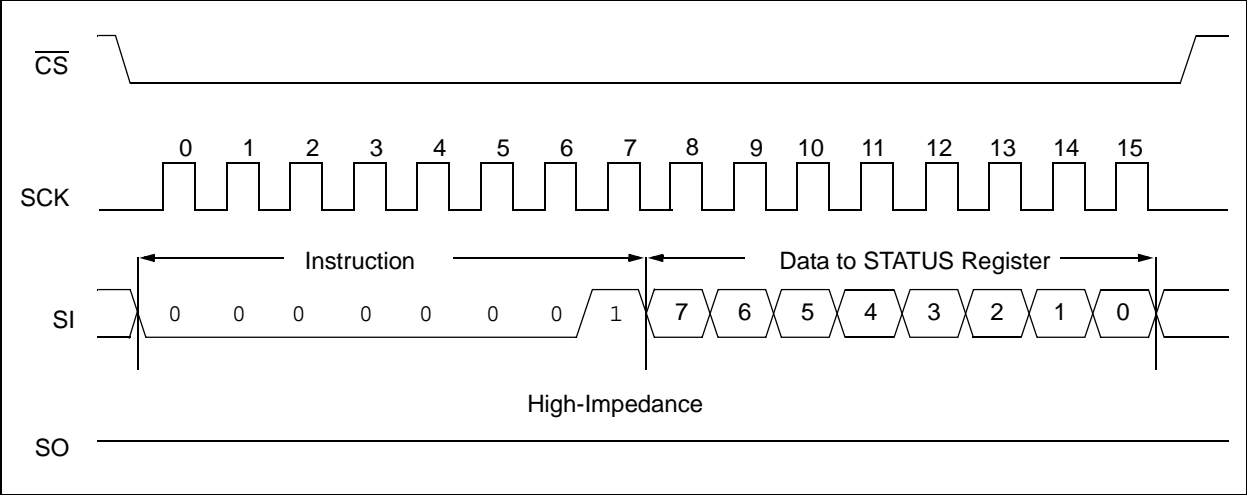 CS
0 1 2 3 4 5 6 7 8 9 10 11 12 13 14 15
SCK
Instruction Data to STATUS Register
SI 0 0 0 0 0 0 0 1 7 6 5 4 3 2 1 0
High-Impedance
SO